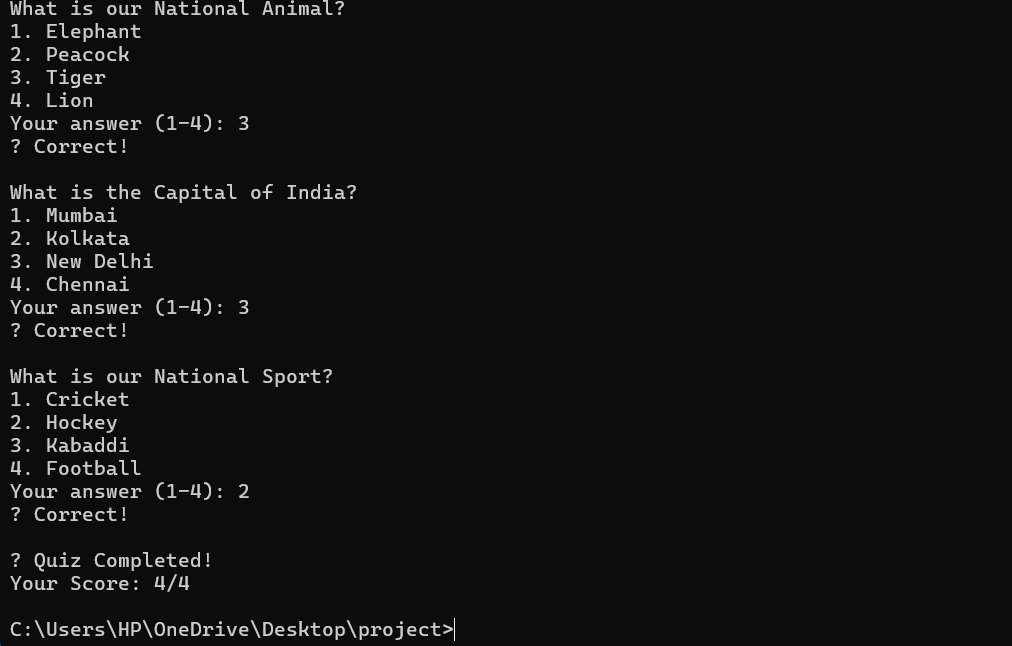 What is our National Animal?
1. Elephant
2. Peacock
3. Tiger
4. Lion
Your answer (1-4): 3
? Correct!
What is the Capital of India?
1. Mumbai
2. Kolkata
3. New Delhi
4. Chennai
Your answer (1-4): 3
? Correct!
What is our National Sport?
1. Cricket
2. Hockey
3. Kabaddi
4. Football
Your answer (1-4): 2
? Correct!
? Quiz Completed!
Your Score: 4/4
C:\Users\HP\OneDrive\Desktop\project>